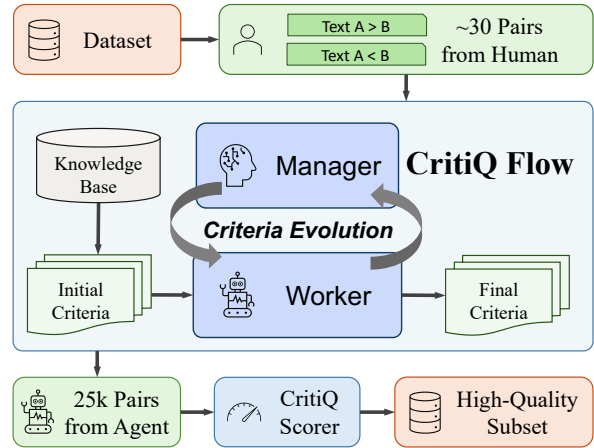 Dataset
Text A > B
Text A < B
~30 Pairs
from Human
Knowledge
Base
Manager
CritiQ Flow
Criteria Evolution
Initial
Criteria
Worker
Final
Criteria
25k Pairs
from Agent
CritiQ
Scorer
High-Quality
Subset